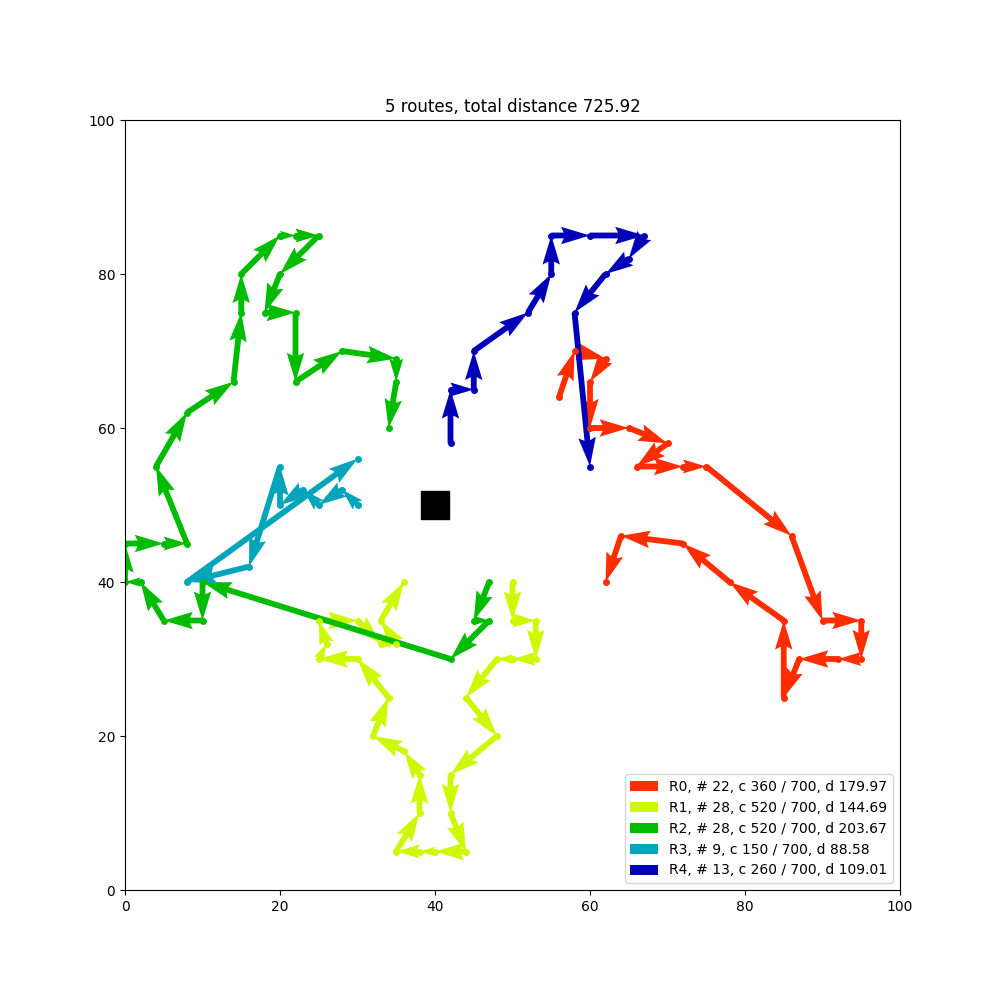 5 routes, total distance 725.92
100
80
60
40
20
0
0 20 40 60 80 100
R0, # 22, c 360 / 700, d 179.97
R1, # 28, c 520 / 700, d 144.69
R2, # 28, c 520 / 700, d 203.67
R3, # 9, c 150 / 700, d 88.58
R4, # 13, c 260 / 700, d 109.01